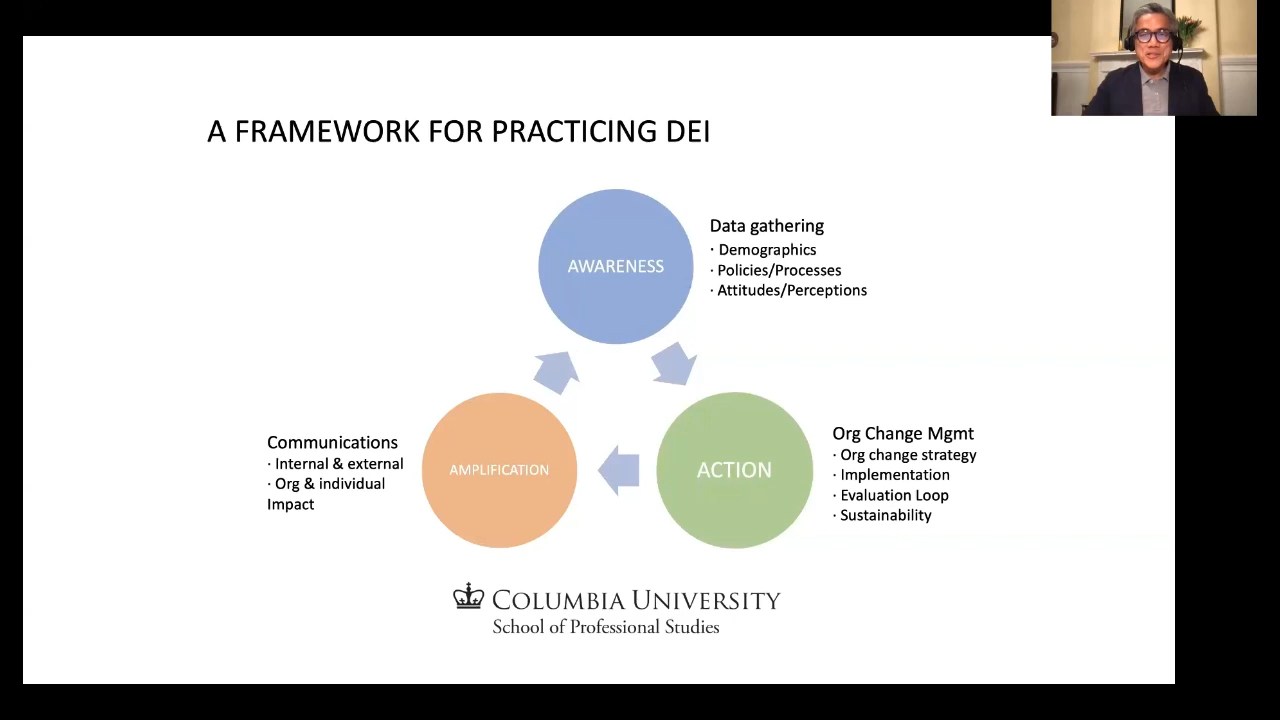 A FRAMEWORK FOR PRACTICING DEI
AWARENESS
Data gathering
· Demographics
· Policies/Processes
· Attitudes/Perceptions
ACTION
Org Change Mgmt
· Org change strategy
· Implementation
· Evaluation Loop
· Sustainability
AMPLIFICATION
Communications
· Internal & external
· Org & individual
Impact
COLUMBIA UNIVERSITY
School of Professional Studies